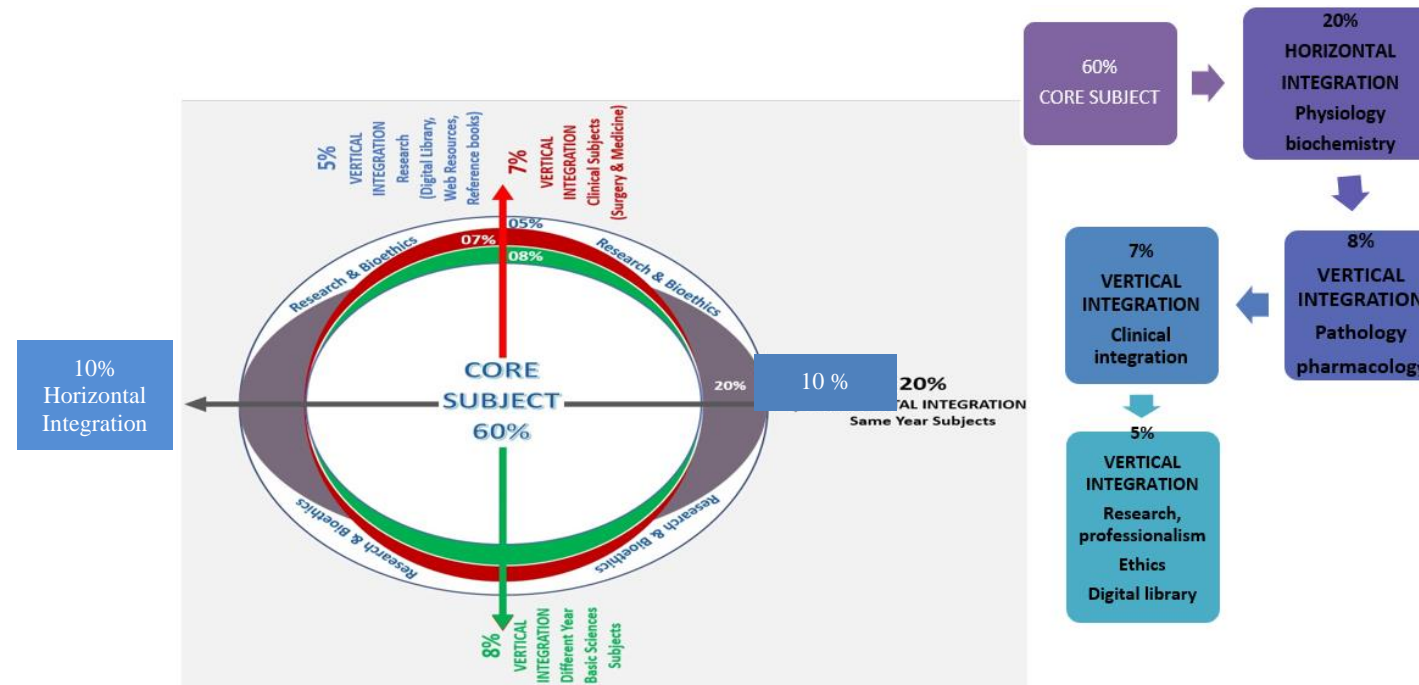 5%
VERTICAL
INTEGRATION
Research
(Digital Library,
Web Resources,
Reference books)
7%
VERTICAL
INTEGRATION
Clinical Subjects
(Surgery & Medicine)
05%
07%
08%
Research & Bioethics
Research & Bioethics
10%
Horizontal
Integration
CORE
SUBJECT
60%
20%
10 %
20%
TAL INTEGRATION
Same Year Subjects
Research & Bioethics
Research & Bioethics
8%
VERTICAL
INTEGRATION
Different Year
Basic Sciences
Subjects
60%
CORE SUBJECT
20%
HORIZONTAL
INTEGRATION
Physiology
biochemistry
8%
VERTICAL
INTEGRATION
Pathology
pharmacology
7%
VERTICAL
INTEGRATION
Clinical
integration
5%
VERTICAL
INTEGRATION
Research,
professionalism
Ethics
Digital library